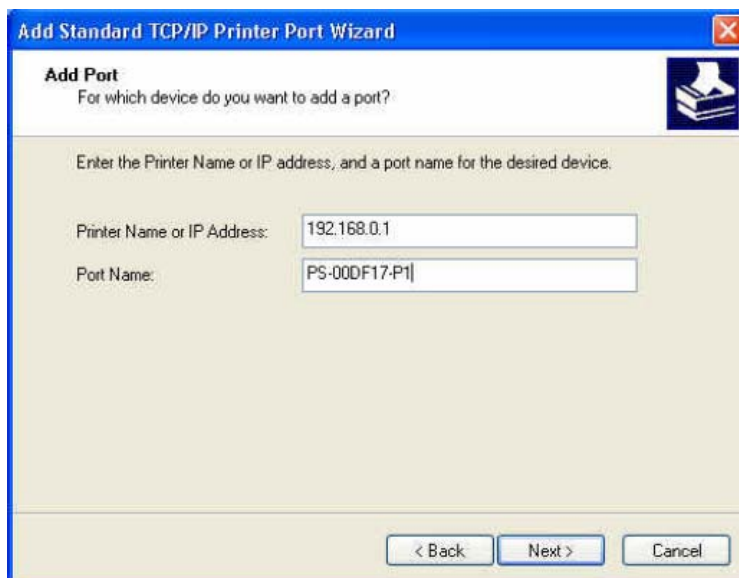 Add Standard TCP/IP Printer Port Wizard
Add Port
For which device do you want to add a port?
Enter the Printer Name or IP address, and a port name for the desired device.
Printer Name or IP Address: 192.168.0.1
Port Name: PS-00DF17-P1
< Back Next > Cancel